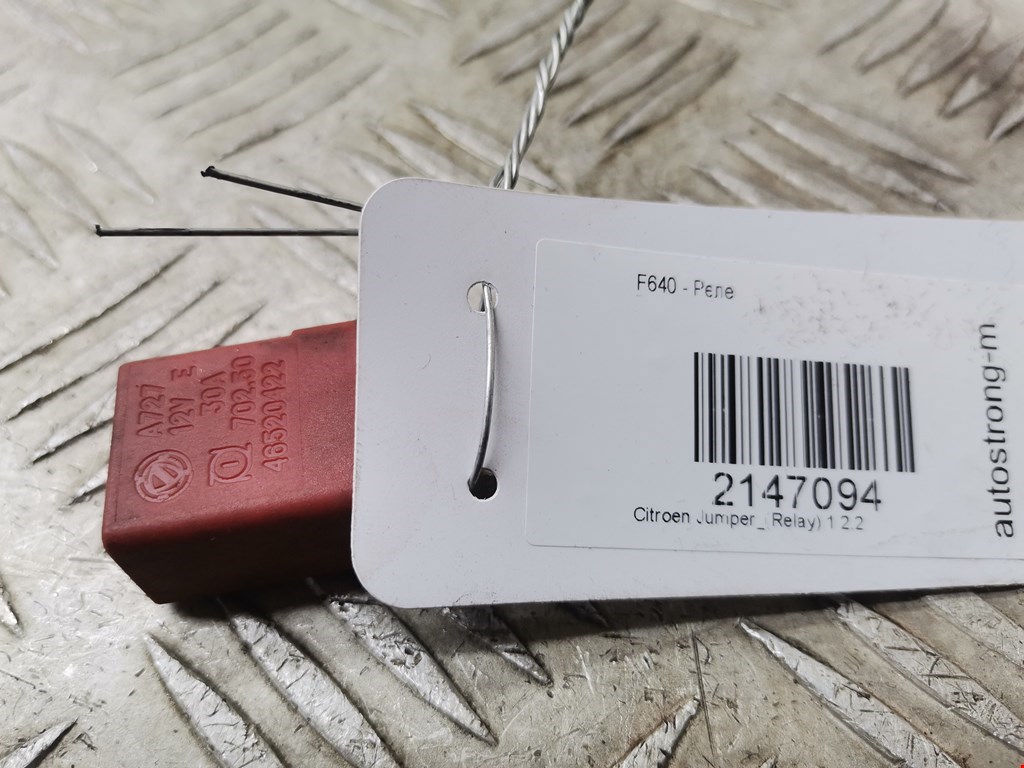 A727
12V E
30A
702.30
46520122
F640 - Реле
2147094
Citroen Jumper_(Relay) 1 2.2
autostrong-m